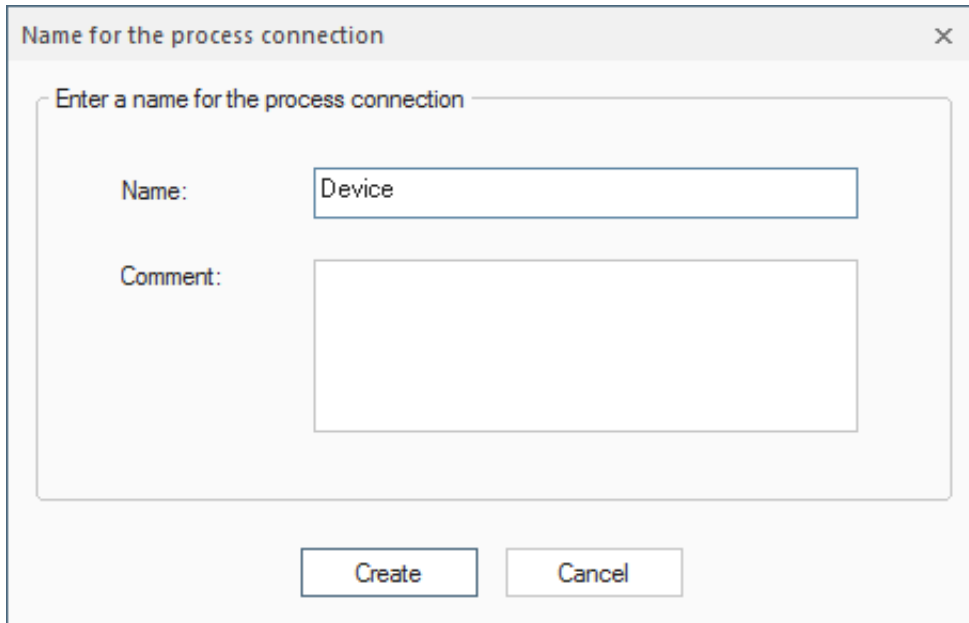 Name for the process connection
Enter a name for the process connection
Name: Device
Comment:
Create Cancel